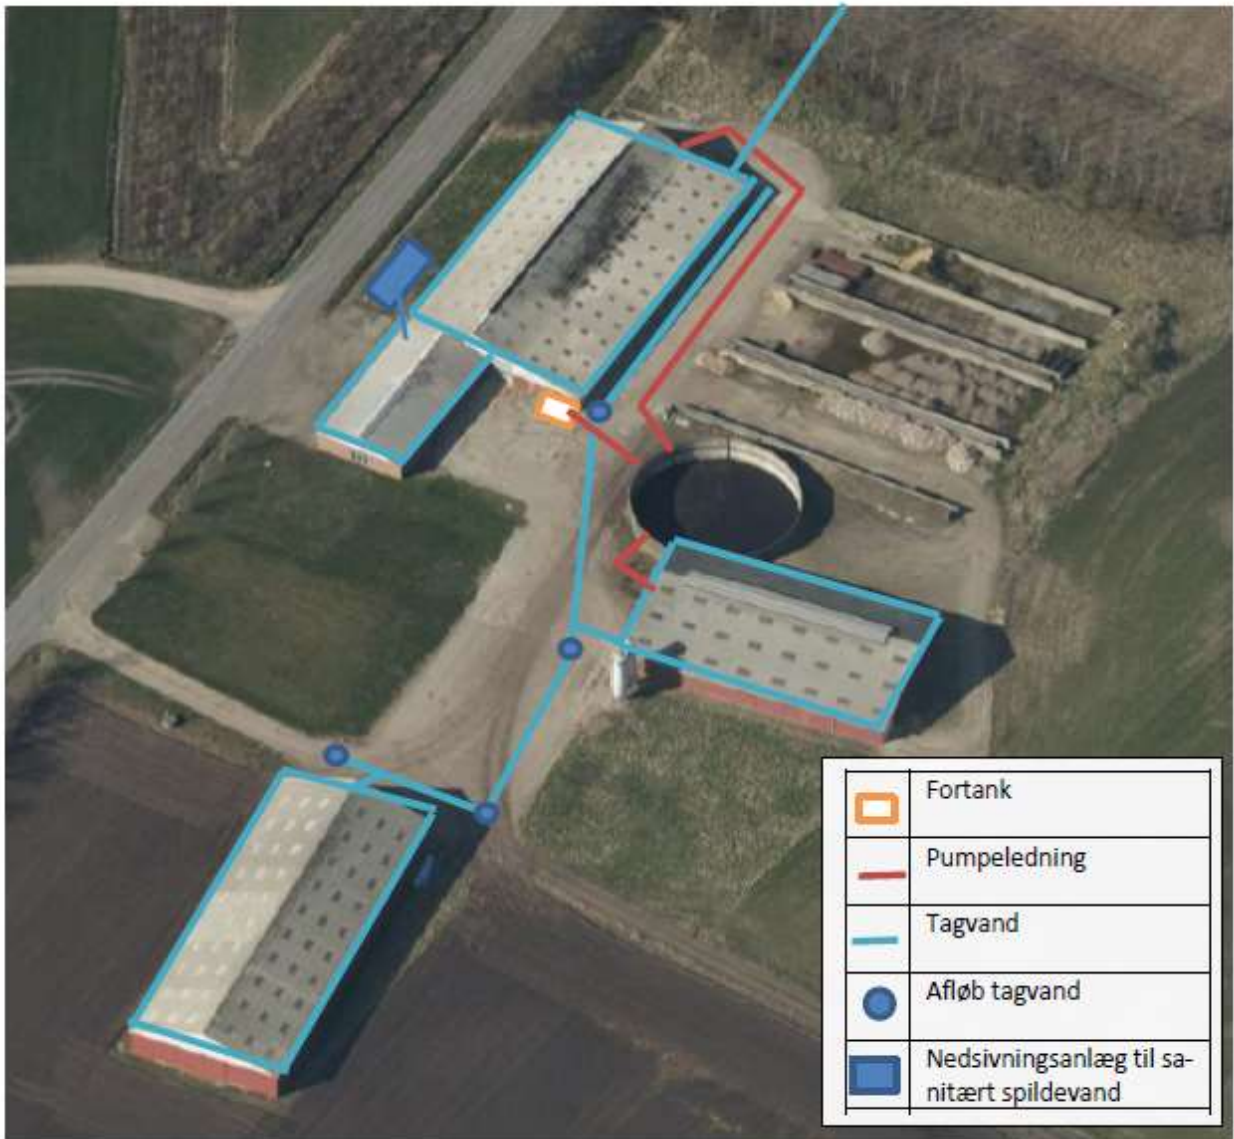 Fortank
Pumpeledning
Tagvand
Afløb tagvand
Nedsivningsanlæg til sa-
nitært spildevand